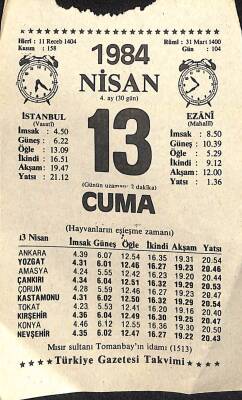 Hicrî : 11 Receb 1404
Kasım : 158
1984
Rûmî : 31 Mart 1400
Gün : 104
NİSAN
4. ay (30 gün)
İSTANBUL
(Vasatî)
İmsak : 4.50
Güneş : 6.22
Öğle : 13.09
İkindi : 16.51
Akşam : 19.47
Yatsı : 21.12
13
EZÂNİ
(Mahallî)
İmsak : 8.50
Güneş : 10.39
Öğle : 5.29
İkindi : 9.12
Akşam : 12.00
Yatsı : 1.36
(Günün uzaması: dakika)
CUMA
(Hayvanların eşleşme zamanı)
13 Nisan İmsak Güneş Öğle İkindi Akşam Yatsı
ANKARA 4.39 6.07 12.54 16.35 19.31 20.54
YOZGAT 4.31 6.01 12.46 16.27 19.23 20.46
AMASYA 4.24 5.55 12.42 16.23 19.20 20.44
ÇANKIRI 4.34 6.04 12.51 16.32 19.29 20.53
ÇORUM 4.28 5.59 12.46 16.27 19.23 20.47
KASTAMONU 4.31 6.02 12.50 16.32 19.29 20.54
TOKAT 4.23 5.53 12.41 16.20 19.16 20.40
KIRŞEHİR 4.36 6.04 12.49 16.30 19.25 20.47
KONYA 4.46 6.12 12.55 16.36 19.30 20.50
NEVŞEHİR 4.35 6.02 12.47 16.27 19.22 20.43
Mısır sultanı Tomanbay'ın idamı (1513)
★★★★ Türkiye Gazetesi Takvimi ★★★★